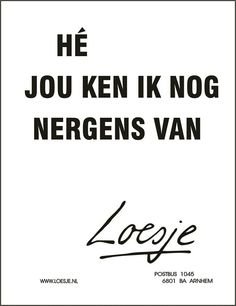 HÉ
JOU KEN IK NOG
NERGENS VAN
Loesje
POSTBUS 1045
WWW.LOESJE.NL 6801 BA ARNHEM